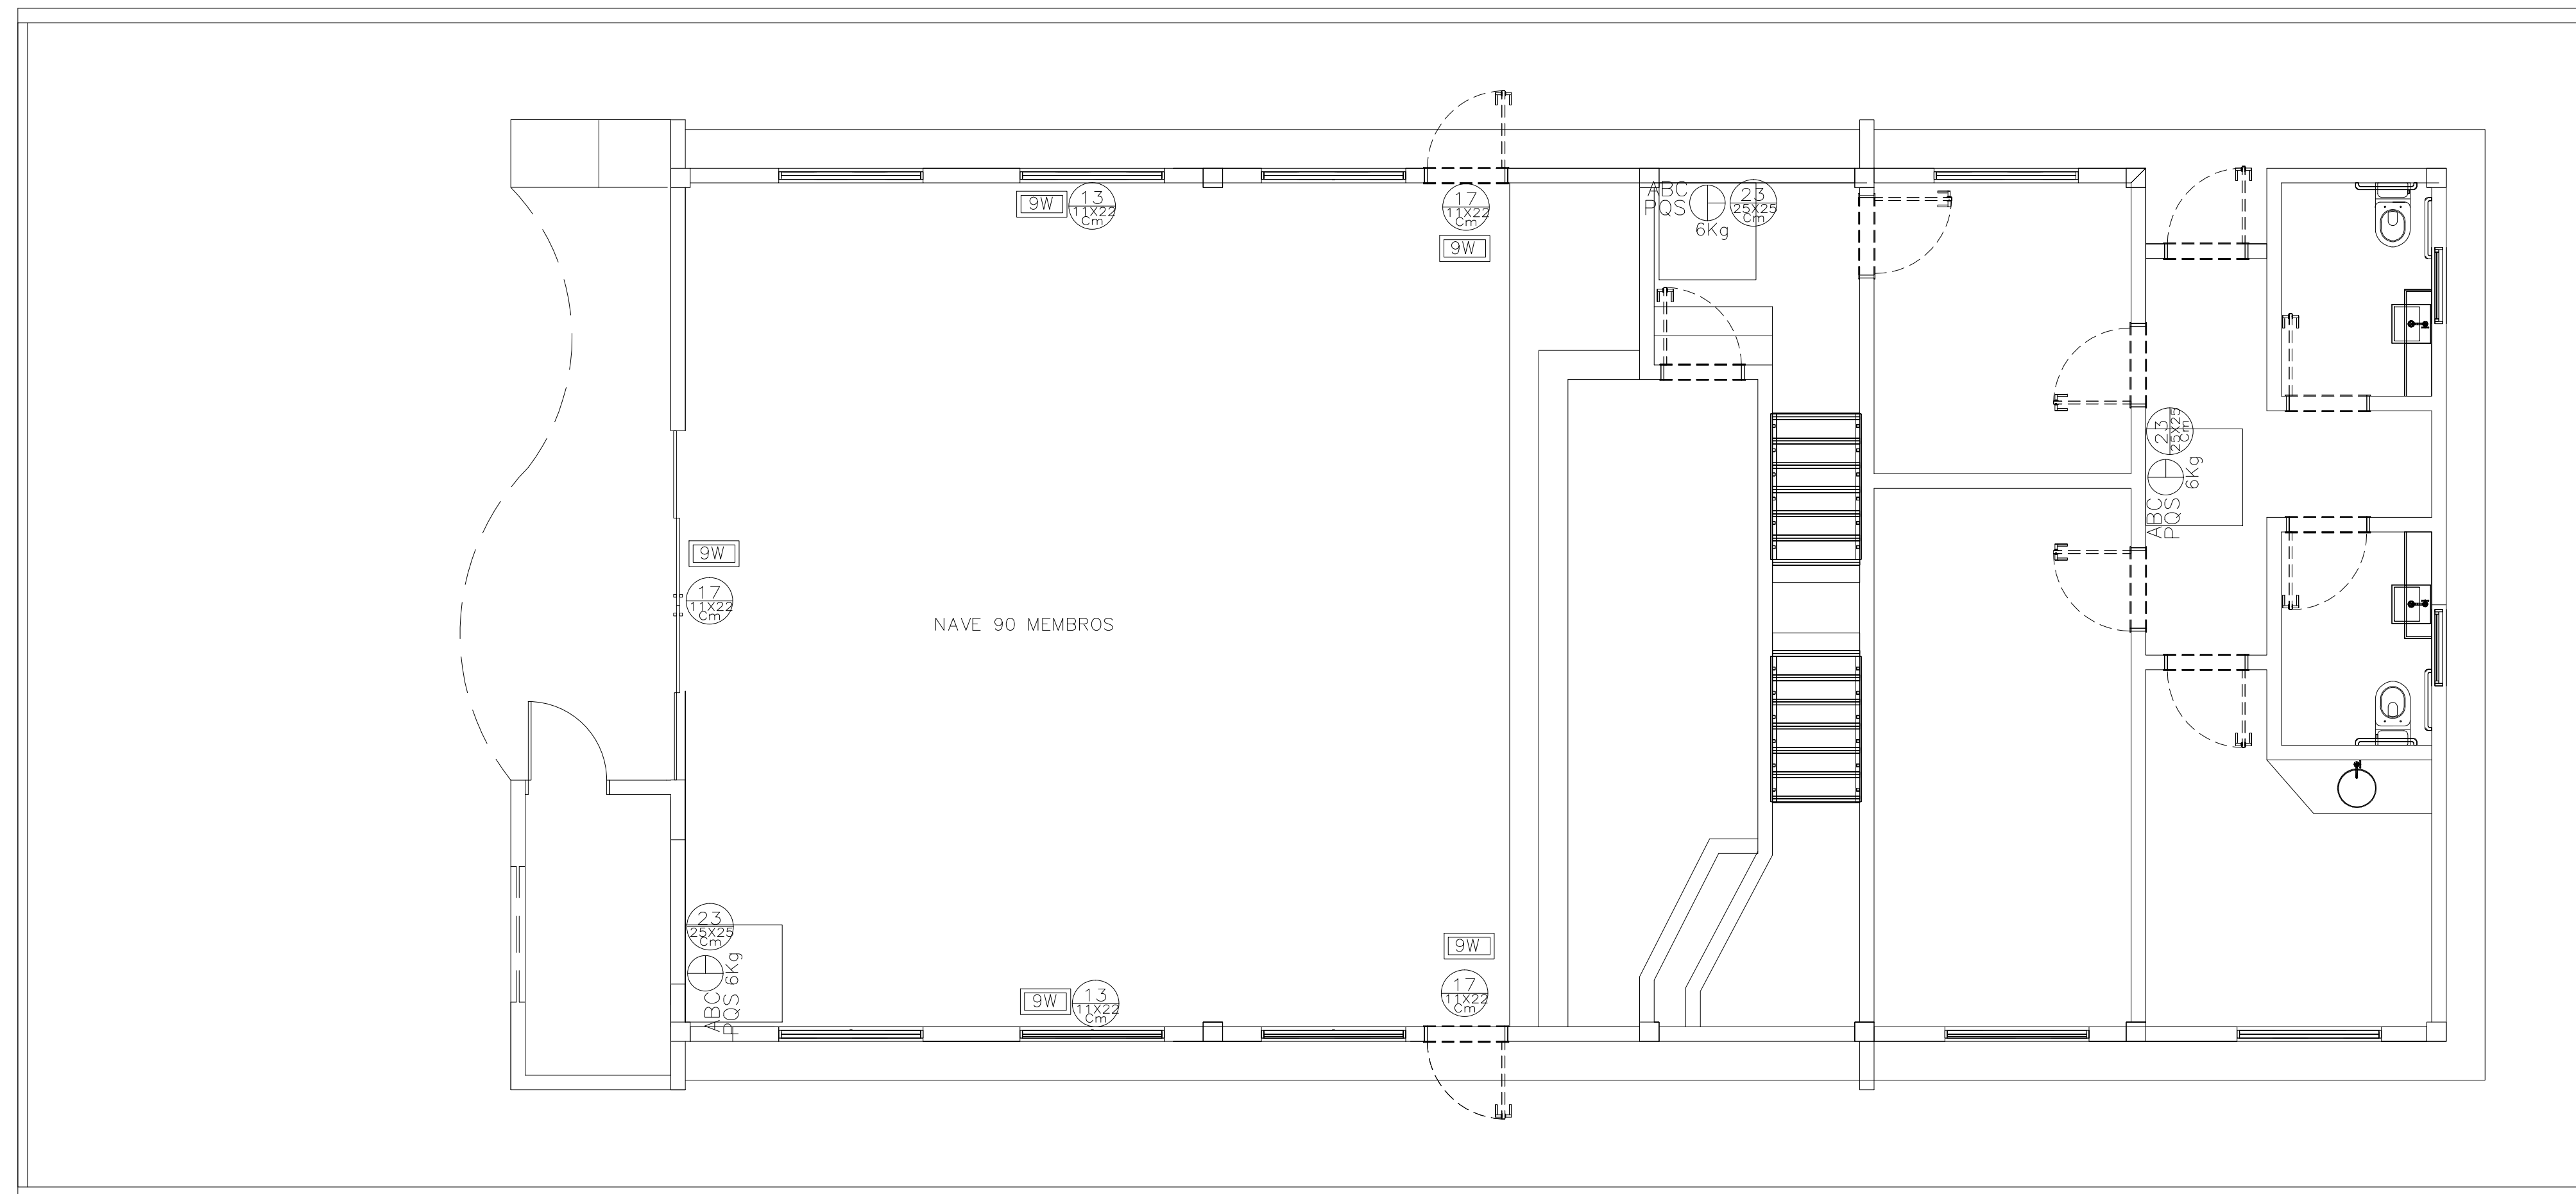 9W
13
11X22
Cm
17
11X22
Cm
9W
ABC
PQS
6Kg
23
25X25
Cm
23
25X25
Cm
6Kg
ABC
PQS
9W
17
11X22
Cm
NAVE 90 MEMBROS
23
25X25
Cm
ABC
PQS 6Kg
9W
13
11X22
Cm
9W
17
11X22
Cm